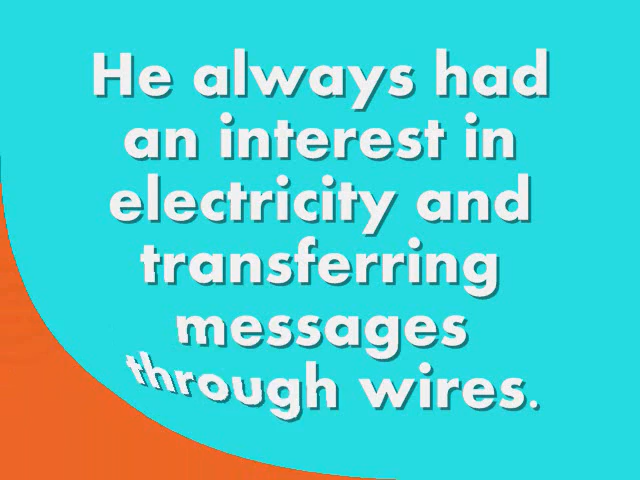 He always had
an interest in
electricity and
transferring
messages
through wires.